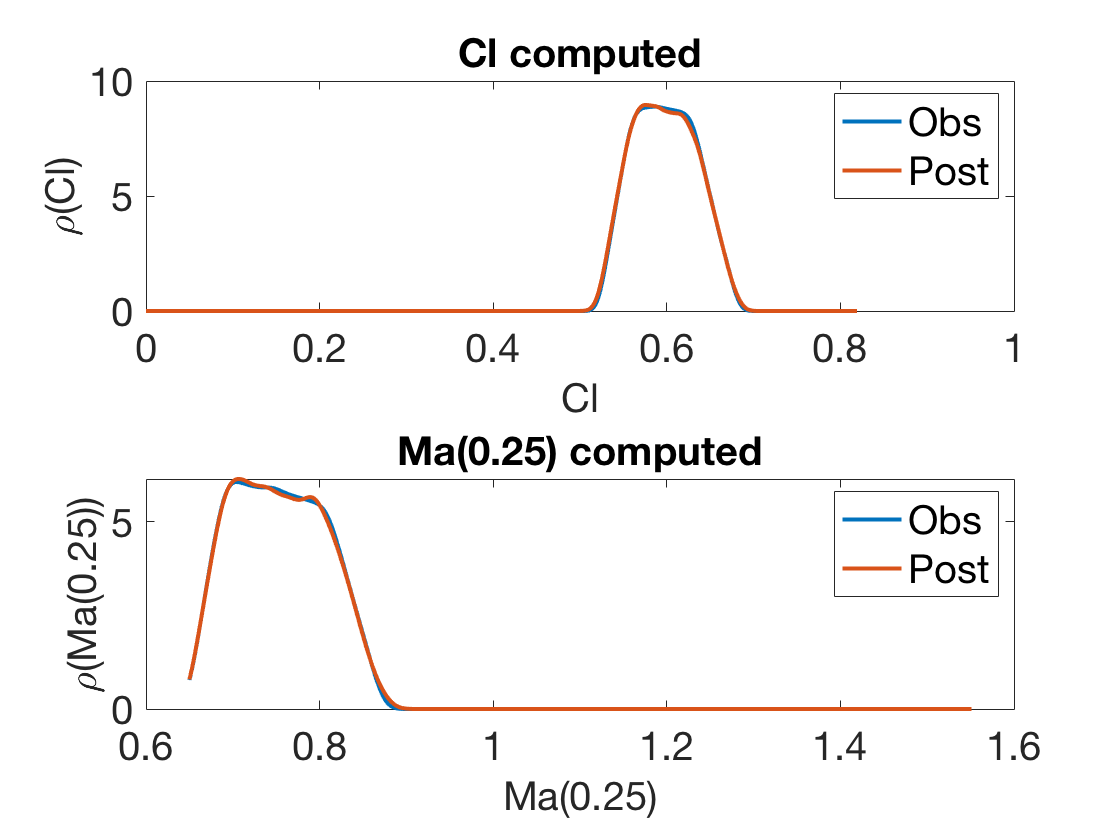 Cl computed
10
5
0
ρ(Cl)
Obs
Post
0 0.2 0.4 0.6 0.8 1
Cl
Ma(0.25) computed
5
0
ρ(Ma(0.25))
Obs
Post
0.6 0.8 1 1.2 1.4 1.6
Ma(0.25)